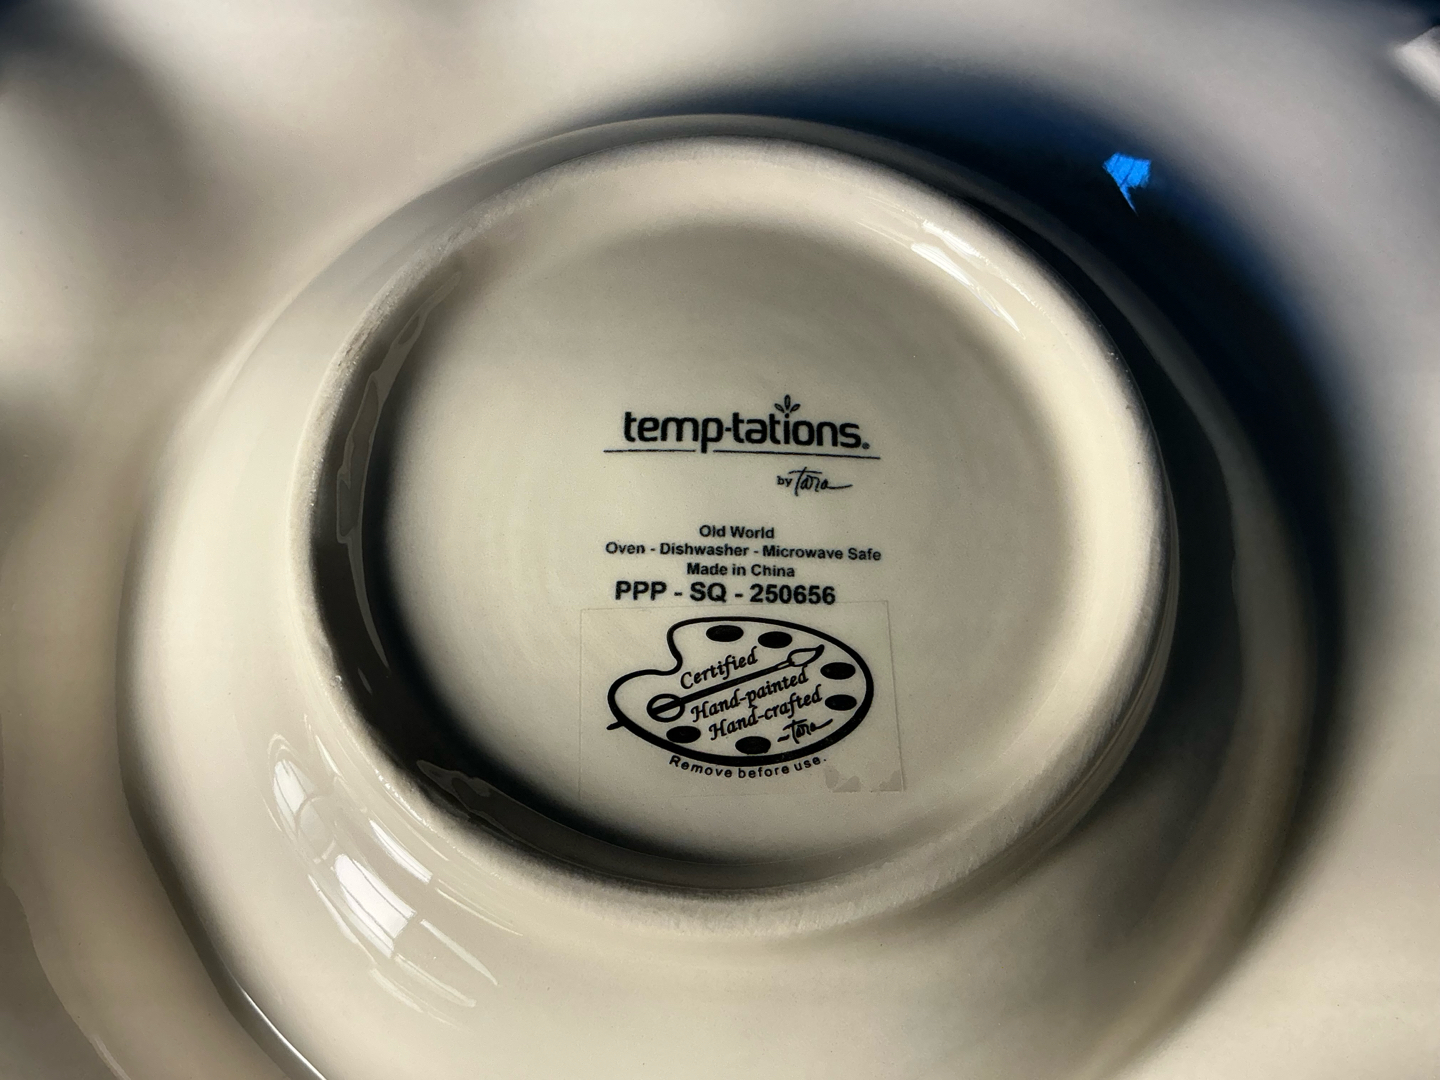 temp-tations®
by Tara
Old World
Oven - Dishwasher - Microwave Safe
Made in China
PPP - SQ - 250656
Certified
Hand-painted
Hand-crafted
~Tara
Remove before use.